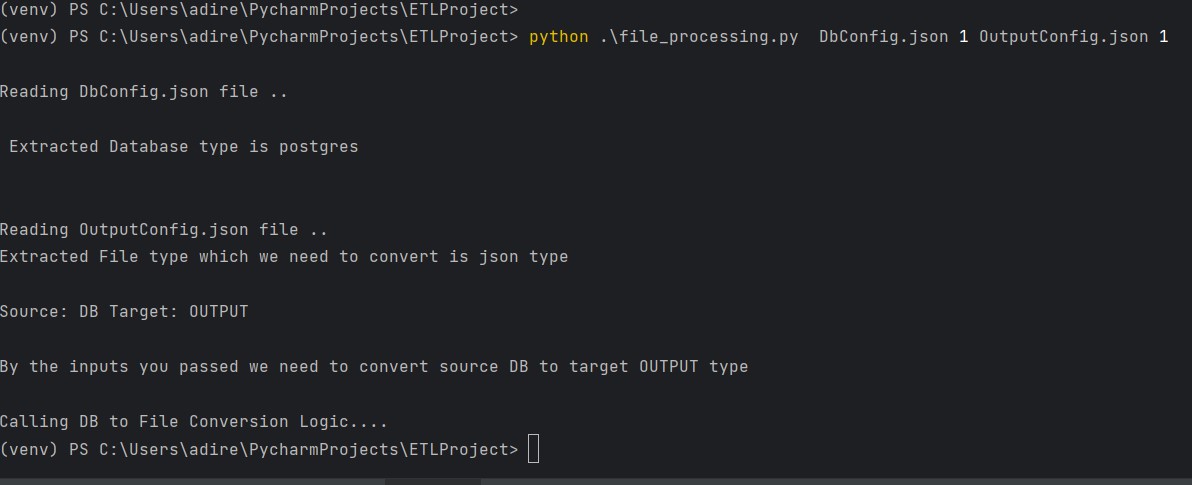 (venv) PS C:\Users\adire\PycharmProjects\ETLProject>
(venv) PS C:\Users\adire\PycharmProjects\ETLProject> python .\file_processing.py  DbConfig.json 1 OutputConfig.json 1
Reading DbConfig.json file ..
Extracted Database type is postgres
Reading OutputConfig.json file ..
Extracted File type which we need to convert is json type
Source: DB Target: OUTPUT
By the inputs you passed we need to convert source DB to target OUTPUT type
Calling DB to File Conversion Logic....
(venv) PS C:\Users\adire\PycharmProjects\ETLProject>